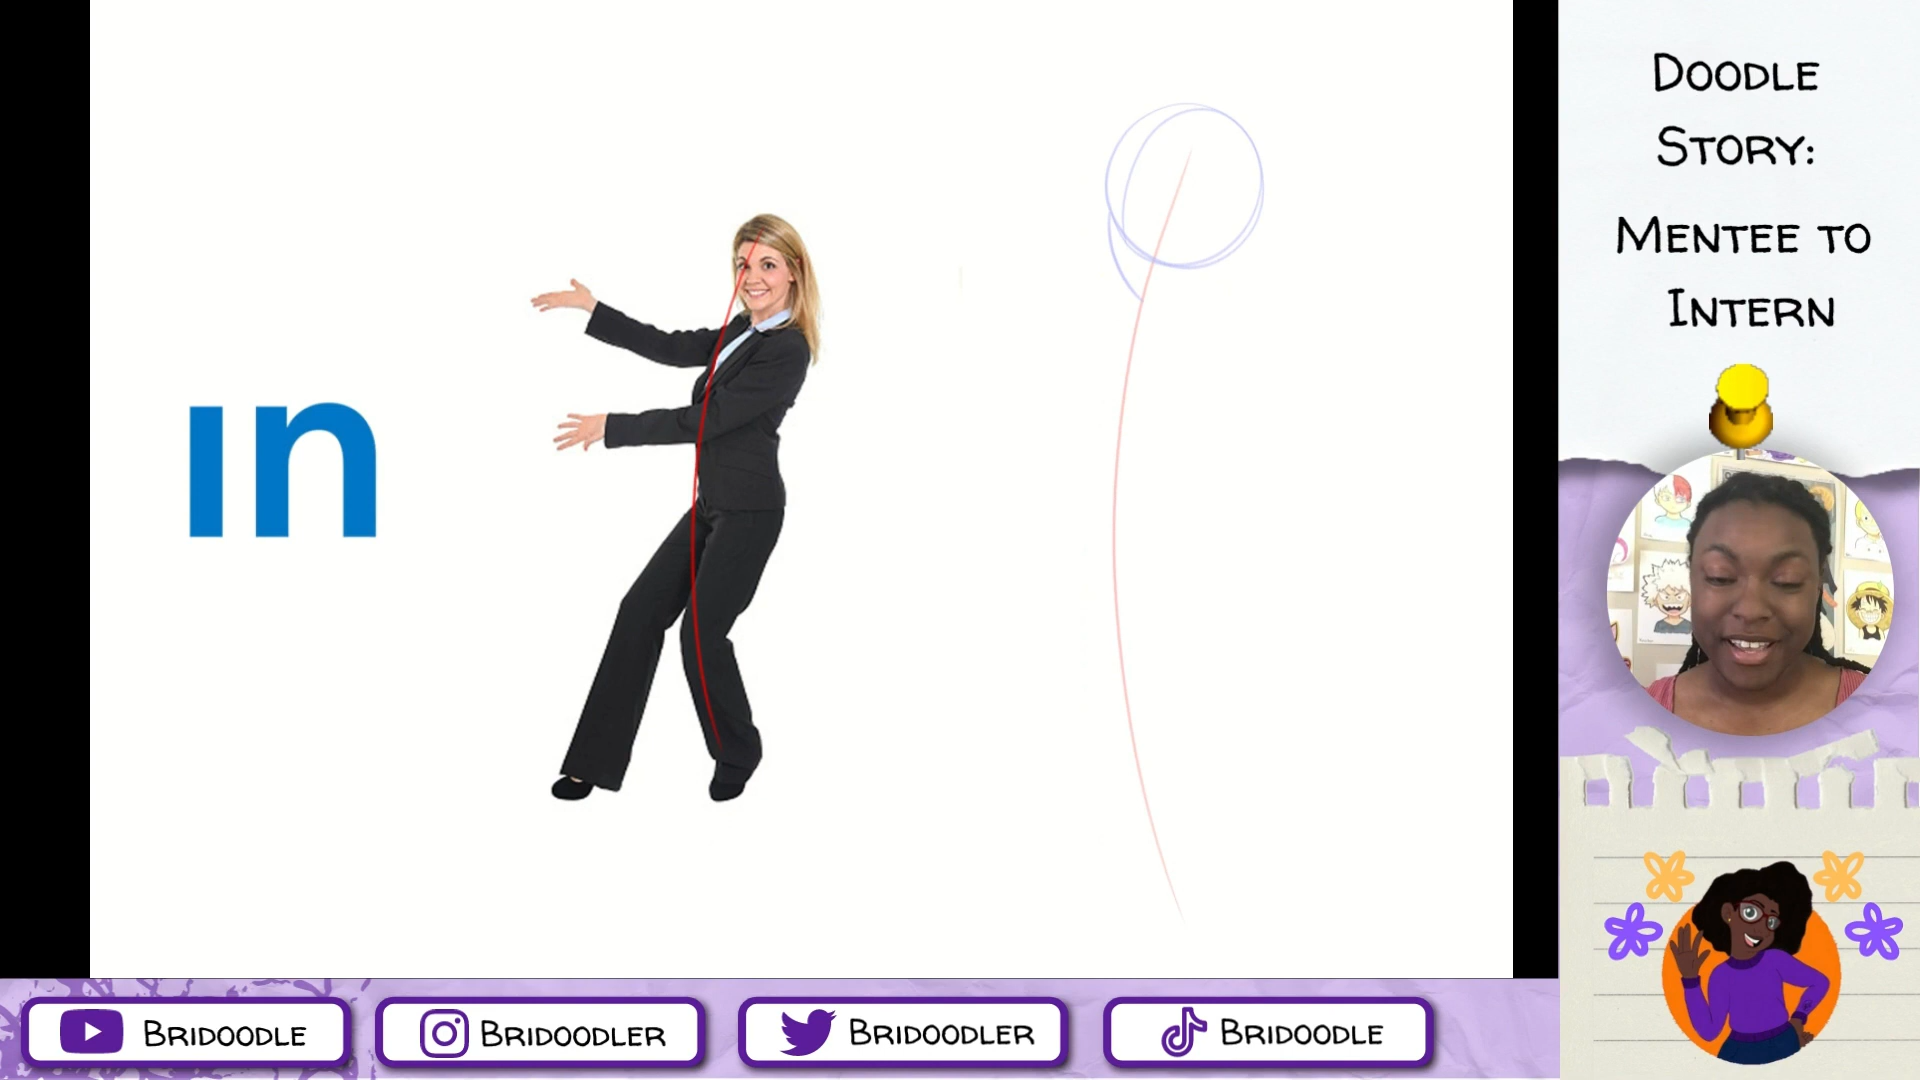 Doodle
Story:
Mentee to
Intern
in
Bridoodle
Bridoodler
Bridoodler
Bridoodle